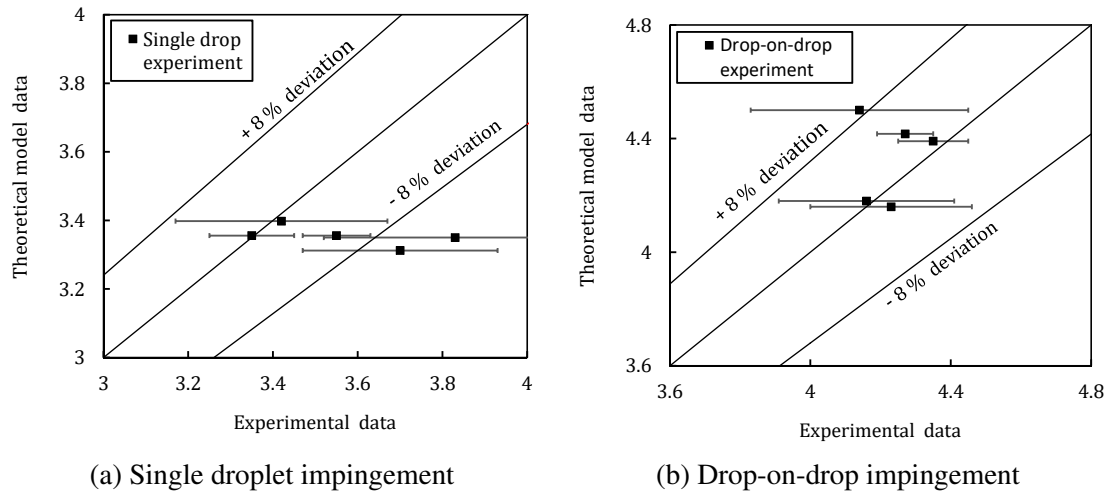 4
3.8
3.6
3.4
3.2
3
3
3.2
3.4
3.6
3.8
4
Theoretical model data
Experimental data
Single drop
experiment
+ 8 % deviation
- 8 % deviation
(a) Single droplet impingement
4.8
4.4
4
3.6
3.6
4
4.4
4.8
Theoretical model data
Experimental data
Drop-on-drop
experiment
+ 8 % deviation
- 8 % deviation
(b) Drop-on-drop impingement